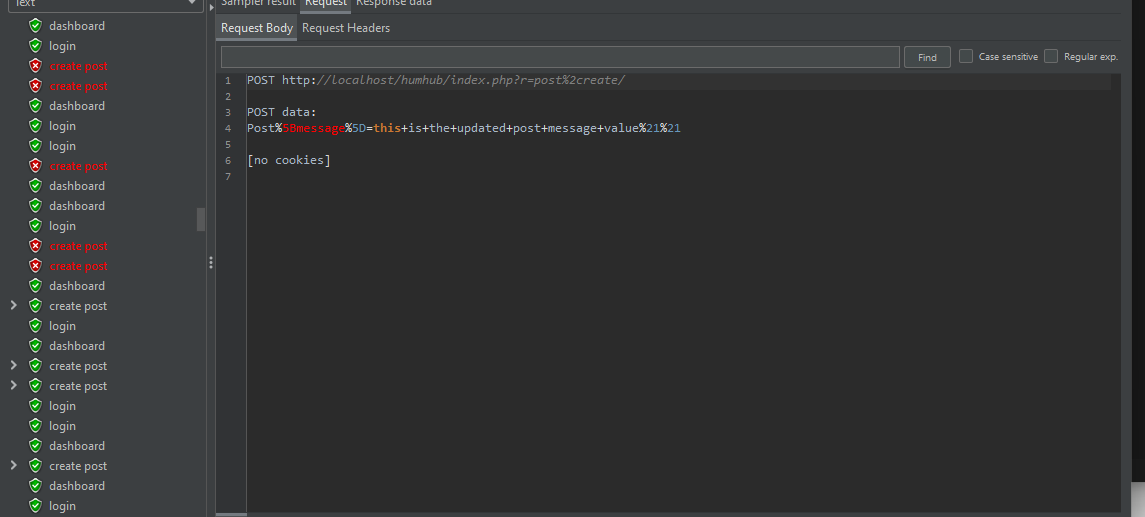 Text
dashboard
login
create post
create post
dashboard
login
login
create post
dashboard
dashboard
login
create post
create post
dashboard
create post
login
dashboard
create post
create post
login
login
dashboard
create post
dashboard
login
Sampler result Request Response data
Request Body Request Headers
Find Case sensitive Regular exp.
1 POST http://localhost/humhub/index.php?r=post%2create/
2
3 POST data:
4 Post%5Bmessage%5D=this+is+the+updated+post+message+value%21%21
5
6 [no cookies]
7